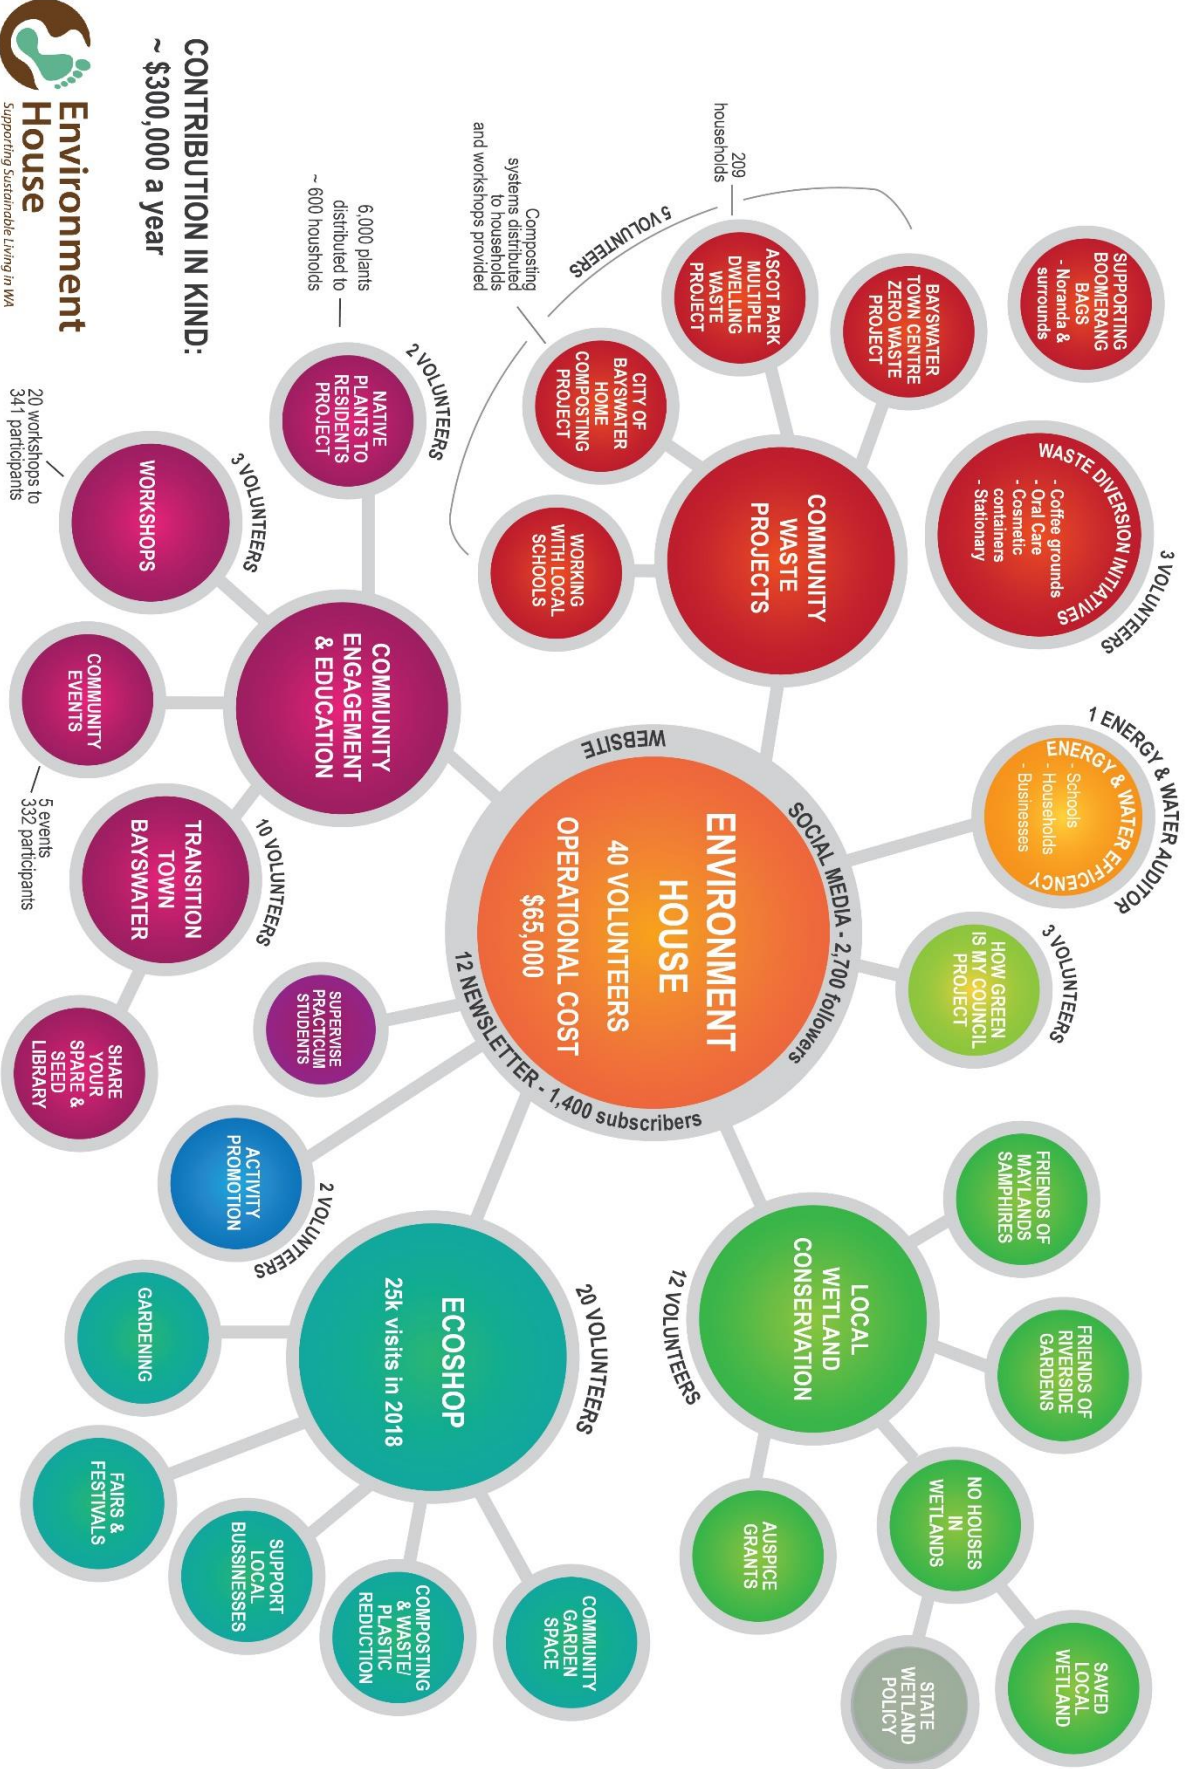 SUPPORTING
BOOMERANG
BAGS
- Noranda &
surrounds
WASTE DIVERSION INITIATIVES
- Coffee grounds
- Oral Care
- Cosmetic
containers
- Stationary
3 VOLUNTEERS
1 ENERGY & WATER AUDITOR
ENERGY & WATER EFFICENCY
- Schools
- Households
- Businesses
3 VOLUNTEERS
HOW GREEN
IS MY COUNCIL
PROJECT
FRIENDS OF
MAYLANDS
SAMPHIRES
FRIENDS OF
RIVERSIDE
GARDENS
NO HOUSES
IN
WETLANDS
SAVED
LOCAL
WETLAND
STATE
WETLAND
POLICY
AUSPICE
GRANTS
LOCAL
WETLAND
CONSERVATION
12 VOLUNTEERS
BAYSWATER
TOWN CENTRE
ZERO WASTE
PROJECT
ASCOT PARK
MULTIPLE
DWELLING
WASTE
PROJECT
209
households
5 VOLUNTEERS
CITY OF
BAYSWATER
HOME
COMPOSTING
PROJECT
Composting
systems distributed
to households
and workshops provided
WORKING
WITH LOCAL
SCHOOLS
COMMUNITY
WASTE
PROJECTS
WEBSITE
SOCIAL MEDIA - 2,700 followers
12 NEWSLETTER - 1,400 subscribers
ENVIRONMENT
HOUSE
40 VOLUNTEERS
OPERATIONAL COST
$65,000
2 VOLUNTEERS
NATIVE
PLANTS TO
RESIDENTS
PROJECT
6,000 plants
distributed to
~ 600 housholds
COMMUNITY
ENGAGEMENT
& EDUCATION
3 VOLUNTEERS
WORKSHOPS
20 workshops to
341 participants
COMMUNITY
EVENTS
5 events
332 participants
10 VOLUNTEERS
TRANSITION
TOWN
BAYSWATER
SHARE
YOUR
SPARE &
SEED
LIBRARY
SUPERVISE
PRACTICUM
STUDENTS
ACTIVITY
PROMOTION
2 VOLUNTEERS
20 VOLUNTEERS
ECOSHOP
25k visits in 2018
GARDENING
FAIRS &
FESTIVALS
SUPPORT
LOCAL
BUSSINESSES
COMPOSTING
& WASTE/
PLASTIC
REDUCTION
COMMUNITY
GARDEN
SPACE
CONTRIBUTION IN KIND:
~ $300,000 a year
Environment
House
Supporting Sustainable Living in WA